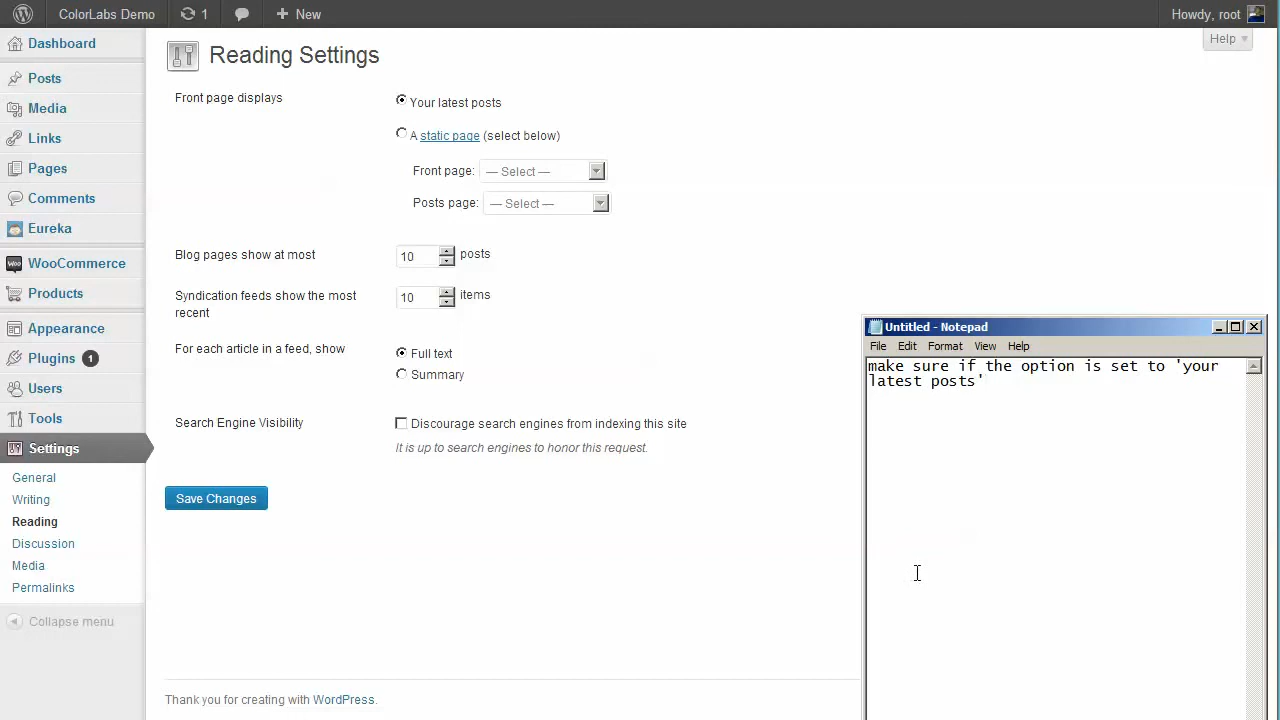 ColorLabs Demo 1 New Howdy, root
Help
Dashboard
Posts
Media
Links
Pages
Comments
Eureka
WooCommerce
Products
Appearance
Plugins 1
Users
Tools
Settings
General
Writing
Reading
Discussion
Media
Permalinks
Collapse menu
Reading Settings
Front page displays
Your latest posts
A static page (select below)
Front page: — Select —
Posts page: — Select —
Blog pages show at most 10 posts
Syndication feeds show the most
recent
10 items
For each article in a feed, show
Full text
Summary
Search Engine Visibility
Discourage search engines from indexing this site
It is up to search engines to honor this request.
Save Changes
Thank you for creating with WordPress.
Untitled - Notepad
File Edit Format View Help
make sure if the option is set to 'your
latest posts'